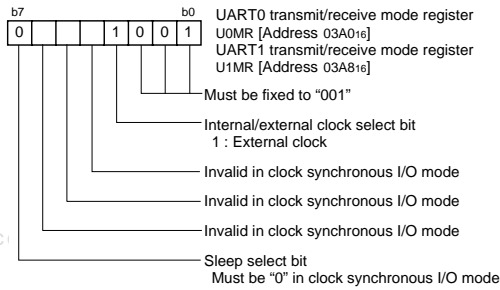 b7 b0
0 1 0 0 1
UART0 transmit/receive mode register
U0MR [Address 03A016]
UART1 transmit/receive mode register
U1MR [Address 03A816]
Must be fixed to “001”
Internal/external clock select bit
1 : External clock
Invalid in clock synchronous I/O mode
Invalid in clock synchronous I/O mode
Invalid in clock synchronous I/O mode
Sleep select bit
Must be “0” in clock synchronous I/O mode